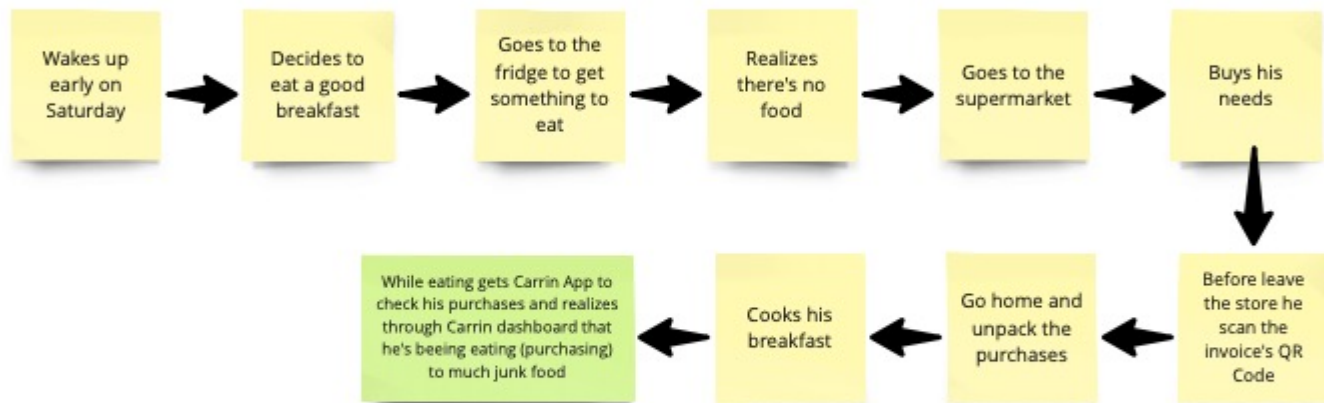 Wakes up
early on
Saturday
Decides to
eat a good
breakfast
Goes to the
fridge to get
something to
eat
Realizes
there's no
food
Goes to the
supermarket
Buys his
needs
Before leave
the store he
scan the
invoice's QR
Code
Go home and
unpack the
purchases
Cooks his
breakfast
While eating gets Carrin App to
check his purchases and realizes
through Carrin dashboard that
he's beeing eating (purchasing)
to much junk food